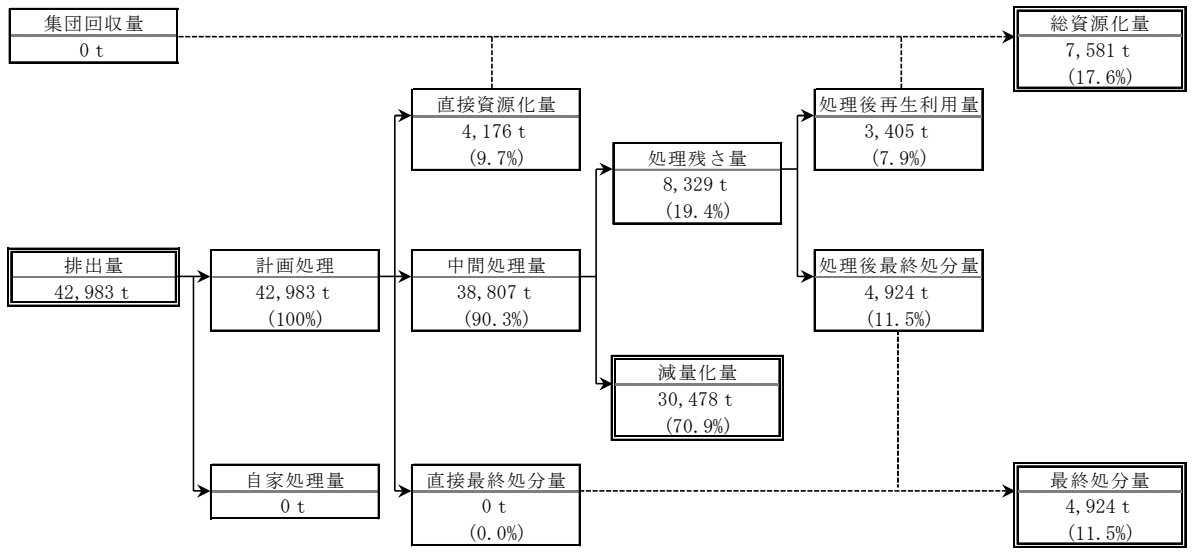 集団回収量
0 t
総資源化量
7,581 t
(17.6%)
直接資源化量
4,176 t
(9.7%)
処理後再生利用量
3,405 t
(7.9%)
処理残さ量
8,329 t
(19.4%)
排出量
42,983 t
計画処理
42,983 t
(100%)
中間処理量
38,807 t
(90.3%)
処理後最終処分量
4,924 t
(11.5%)
減量化量
30,478 t
(70.9%)
自家処理量
0 t
直接最終処分量
0 t
(0.0%)
最終処分量
4,924 t
(11.5%)